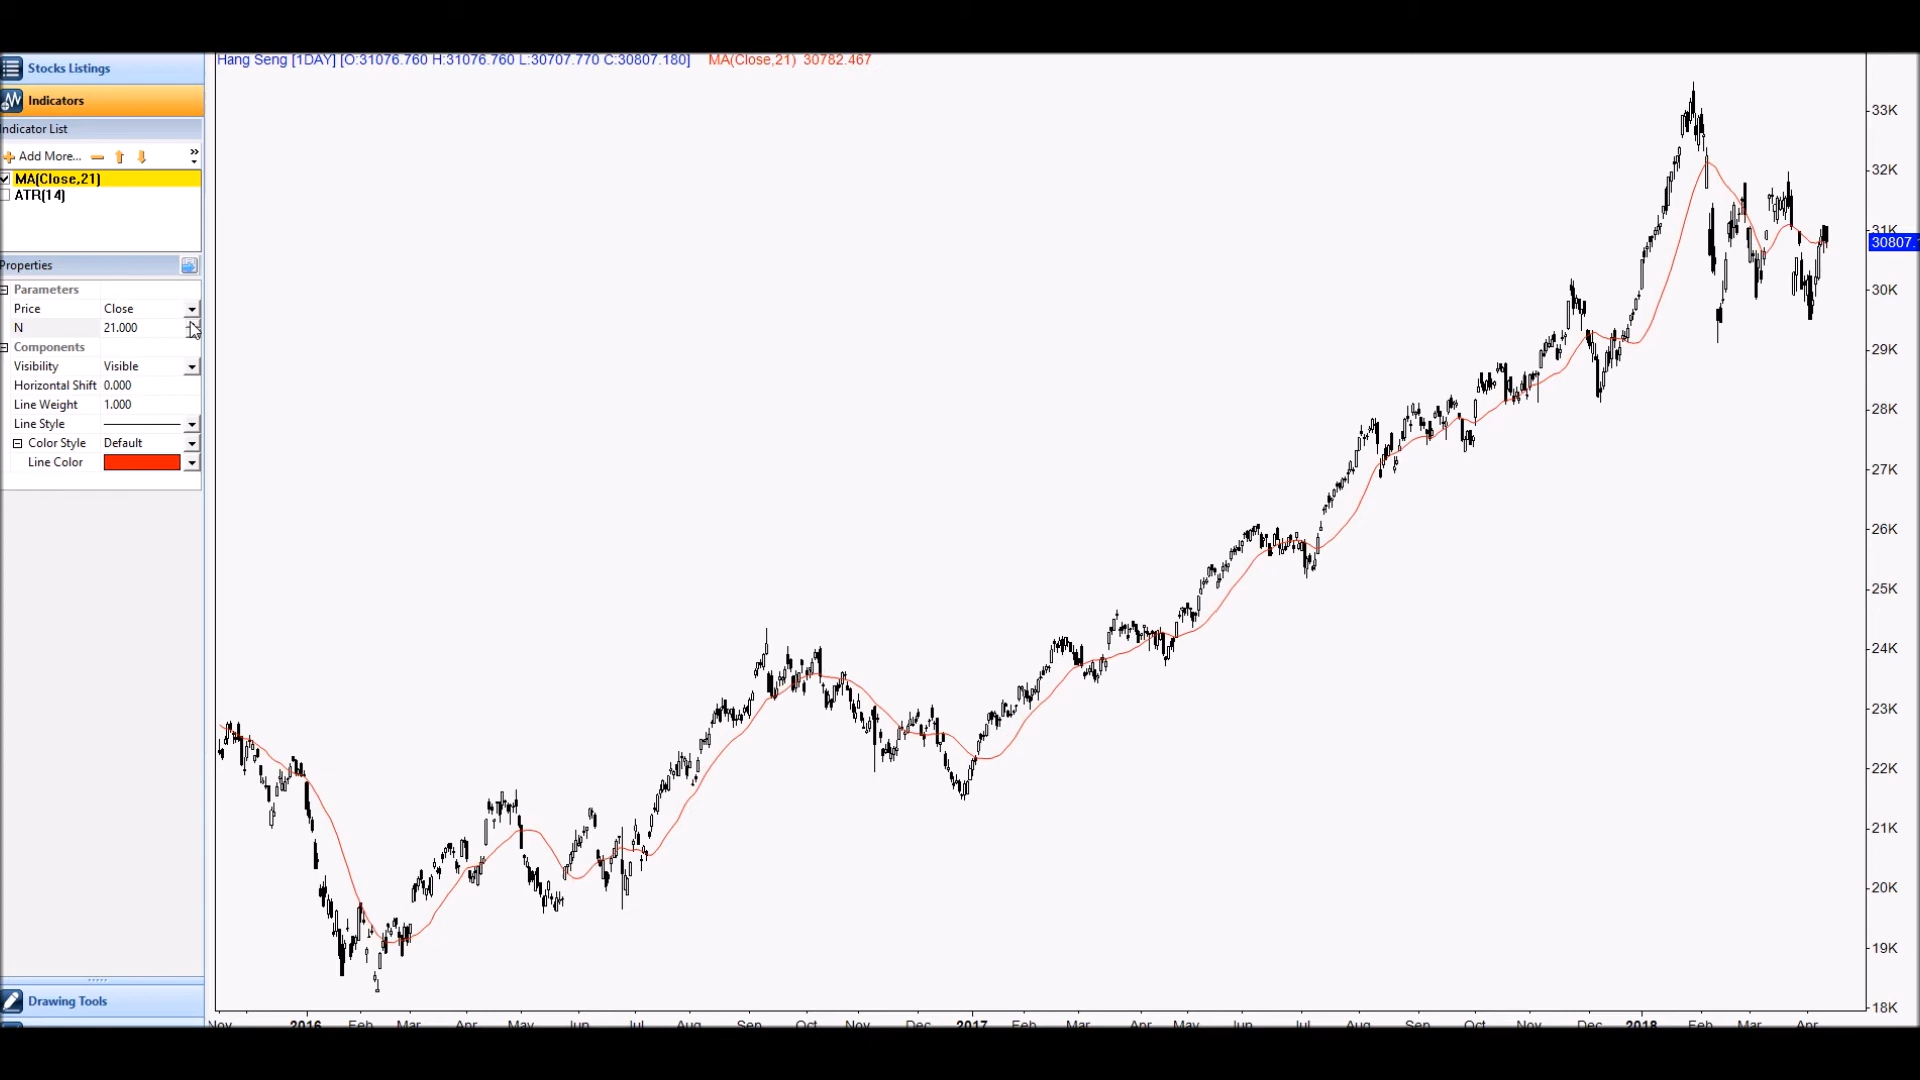 Stocks Listings
Indicators
Indicator List
Add More...
MA(Close,21)
ATR(14)
Properties
Parameters
Price Close
N 21.000
Components
Visibility Visible
Horizontal Shift 0.000
Line Weight 1.000
Line Style
Color Style Default
Line Color
Drawing Tools
Hang Seng [1DAY] [O:31076.760 H:31076.760 L:30707.770 C:30807.180] MA(Close,21) 30782.467
33K
32K
31K
30807.
30K
29K
28K
27K
26K
25K
24K
23K
22K
21K
20K
19K
18K
Nov 2016 Feb Mar Apr May Jun Jul Aug Sep Oct Nov Dec 2017 Feb Mar Apr May Jun Jul Aug Sep Oct Nov Dec 2018 Feb Mar Apr